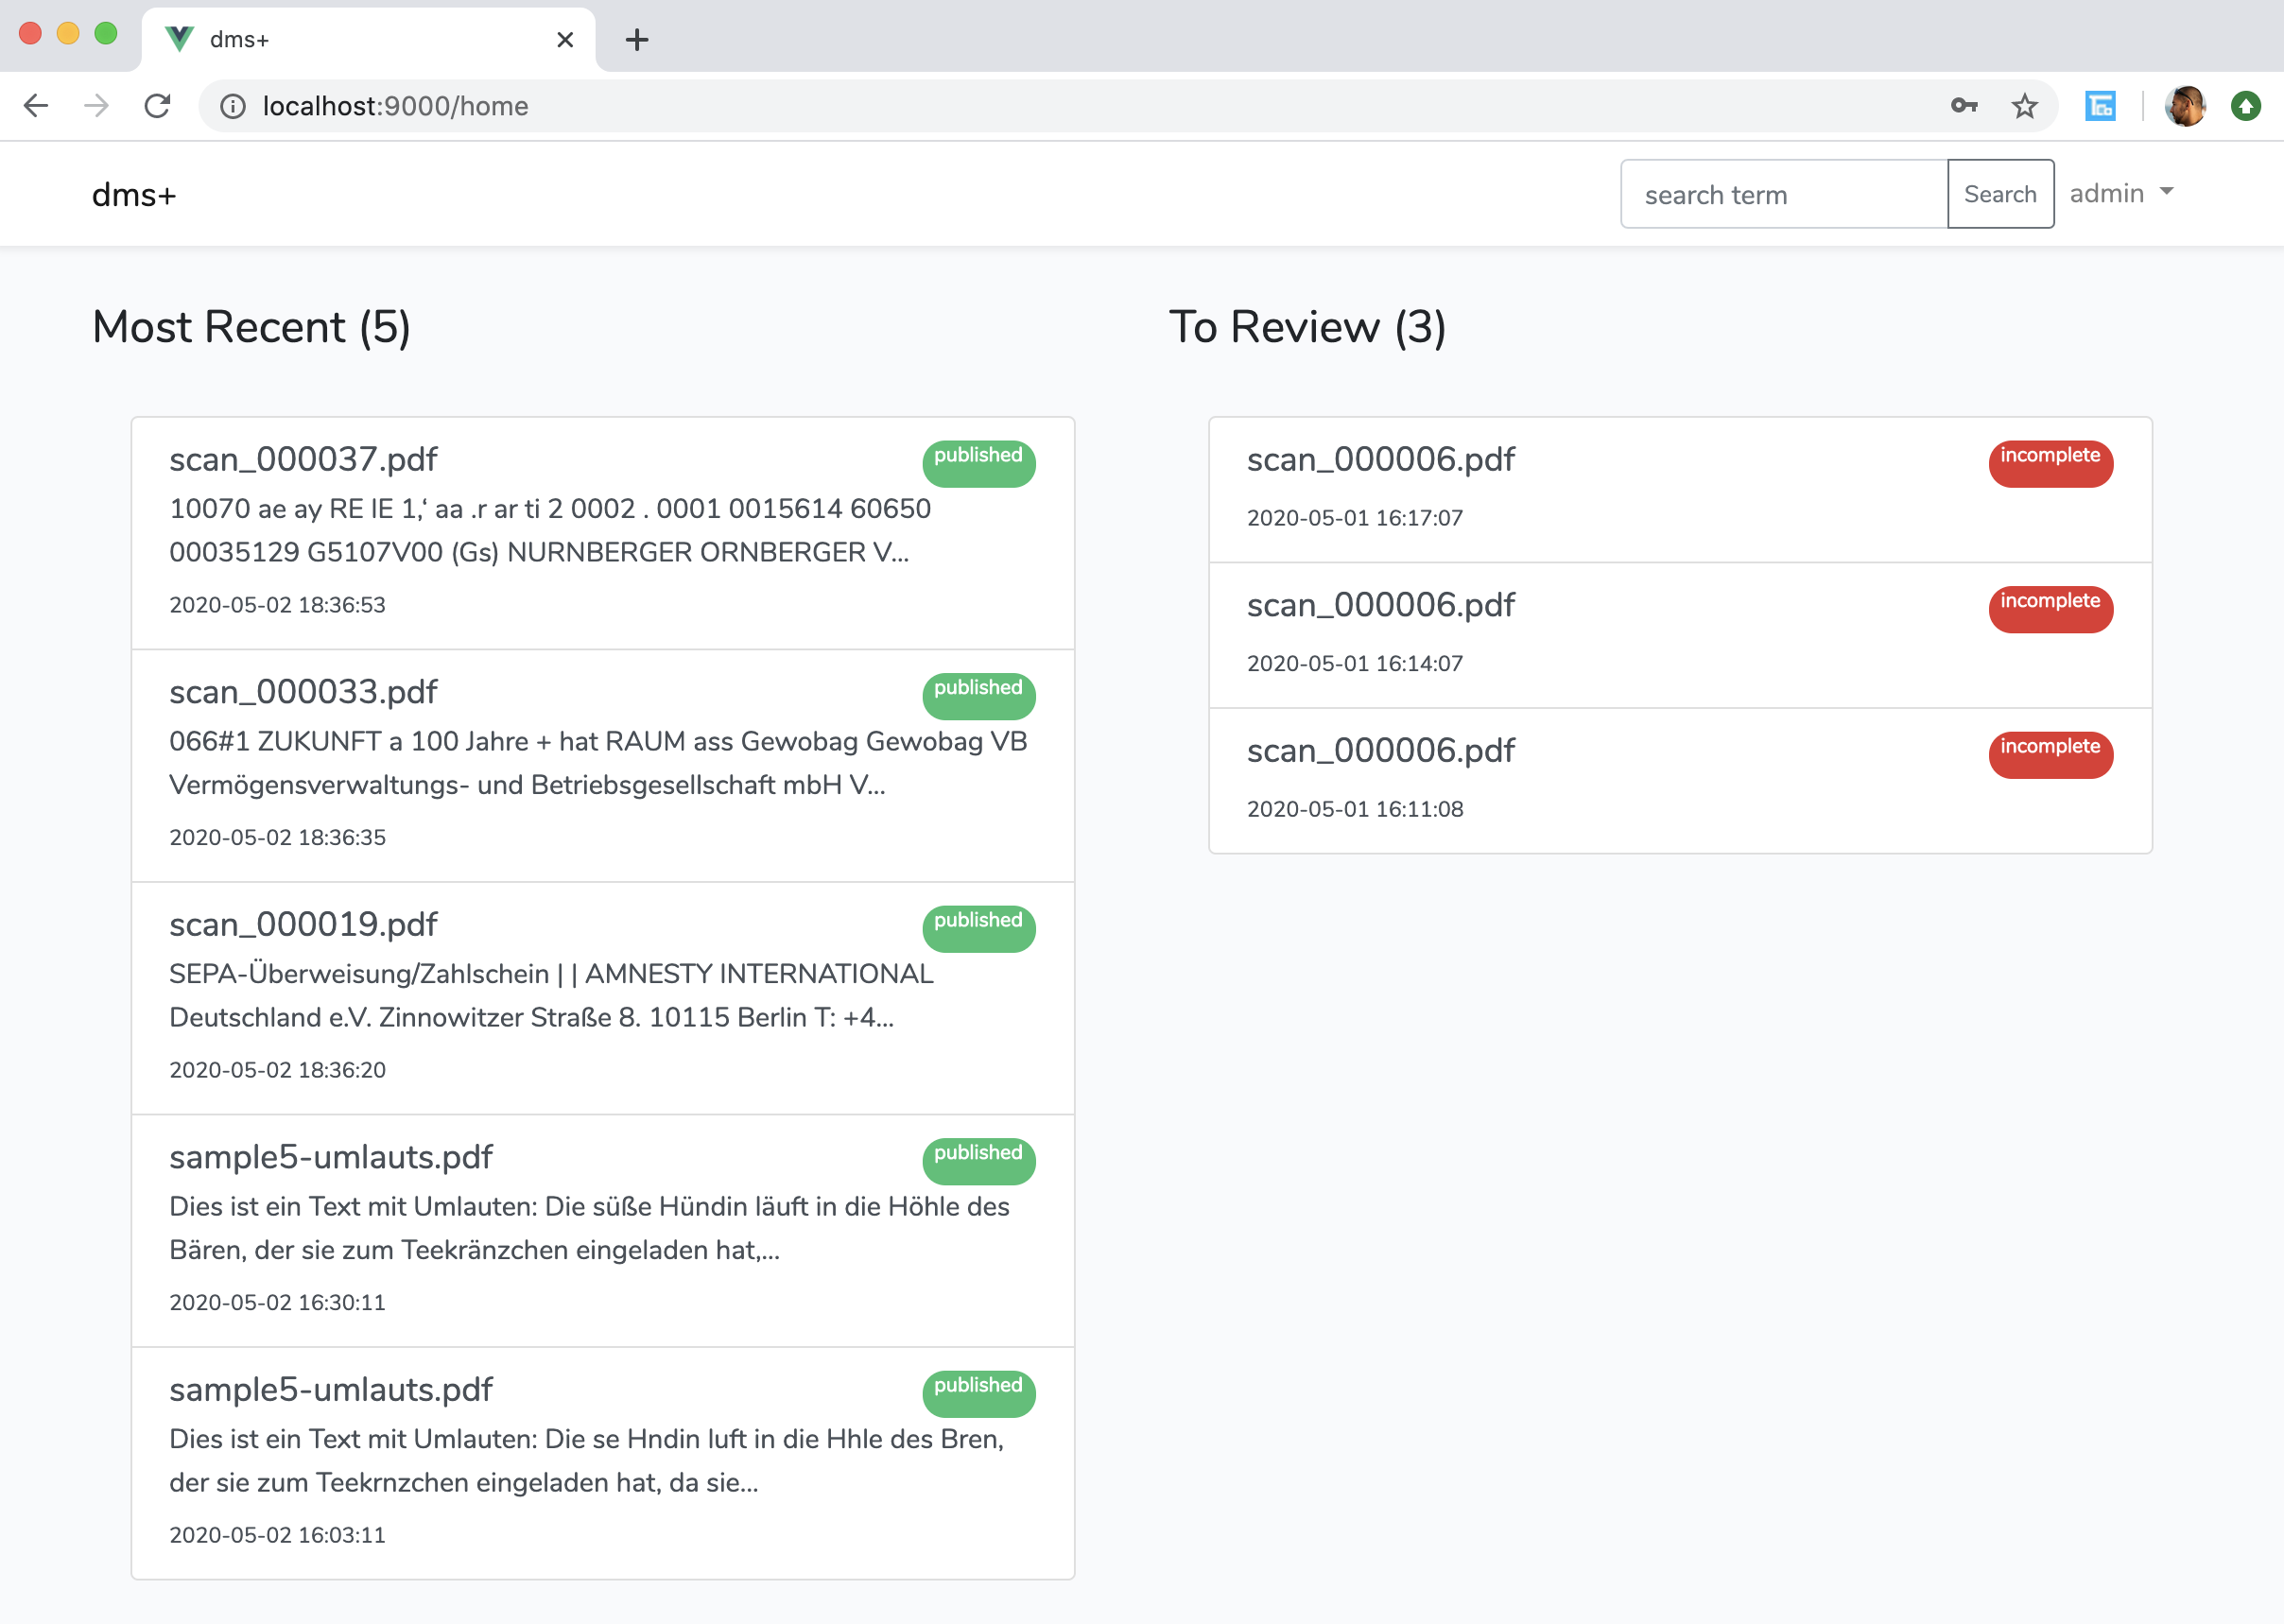 dms+
localhost:9000/home
dms+
search term
Search
admin
Most Recent (5)
scan_000037.pdf
published
10070 ae ay RE IE 1,‘ aa .r ar ti 2 0002 . 0001 0015614 60650
00035129 G5107V00 (Gs) NURNBERGER ORNBERGER V...
2020-05-02 18:36:53
scan_000033.pdf
published
066#1 ZUKUNFT a 100 Jahre + hat RAUM ass Gewobag Gewobag VB
Vermögensverwaltungs- und Betriebsgesellschaft mbH V...
2020-05-02 18:36:35
scan_000019.pdf
published
SEPA-Überweisung/Zahlschein | | AMNESTY INTERNATIONAL
Deutschland e.V. Zinnowitzer Straße 8. 10115 Berlin T: +4...
2020-05-02 18:36:20
sample5-umlauts.pdf
published
Dies ist ein Text mit Umlauten: Die süße Hündin läuft in die Höhle des
Bären, der sie zum Teekränzchen eingeladen hat,...
2020-05-02 16:30:11
sample5-umlauts.pdf
published
Dies ist ein Text mit Umlauten: Die se Hndin luft in die Hhle des Bren,
der sie zum Teekrnzchen eingeladen hat, da sie...
2020-05-02 16:03:11
To Review (3)
scan_000006.pdf
incomplete
2020-05-01 16:17:07
scan_000006.pdf
incomplete
2020-05-01 16:14:07
scan_000006.pdf
incomplete
2020-05-01 16:11:08